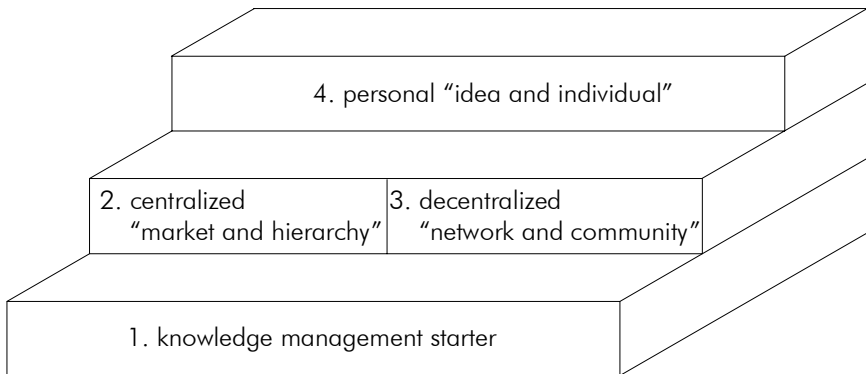 4. personal “idea and individual”
2. centralized
“market and hierarchy”
3. decentralized
“network and community”
1. knowledge management starter